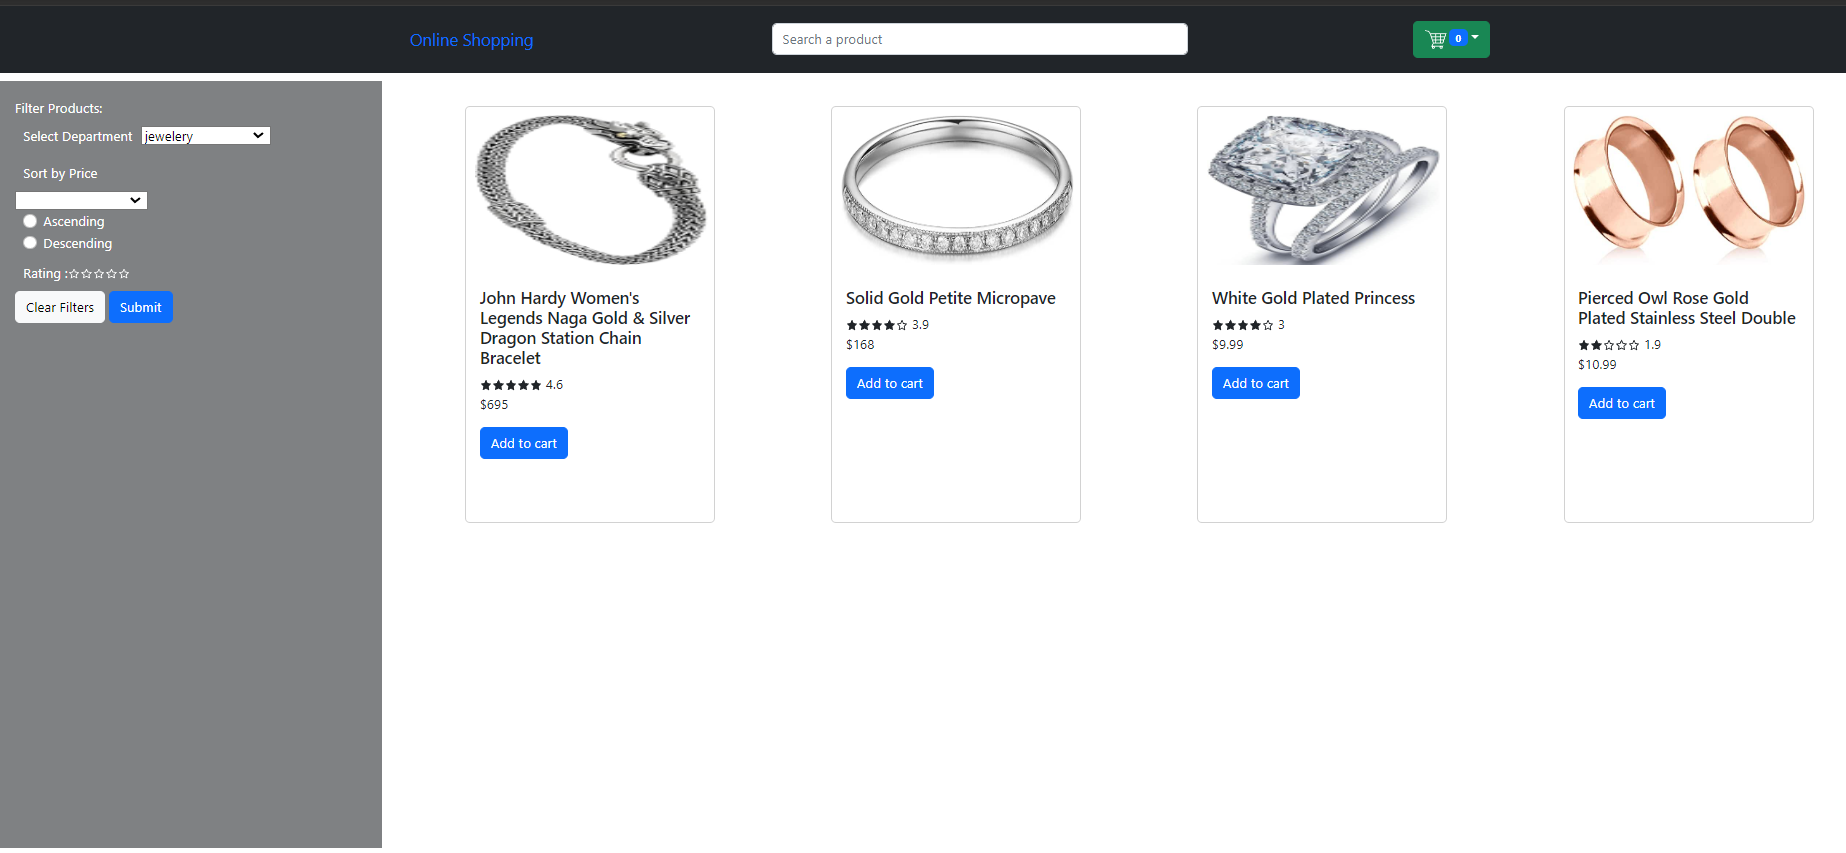 Online Shopping
Search a product
0
Filter Products:
Select Department jewelery
Sort by Price
Ascending
Descending
Rating :
Clear Filters Submit
John Hardy Women's
Legends Naga Gold & Silver
Dragon Station Chain
Bracelet
4.6
$695
Add to cart
Solid Gold Petite Micropave
3.9
$168
Add to cart
White Gold Plated Princess
3
$9.99
Add to cart
Pierced Owl Rose Gold
Plated Stainless Steel Double
1.9
$10.99
Add to cart